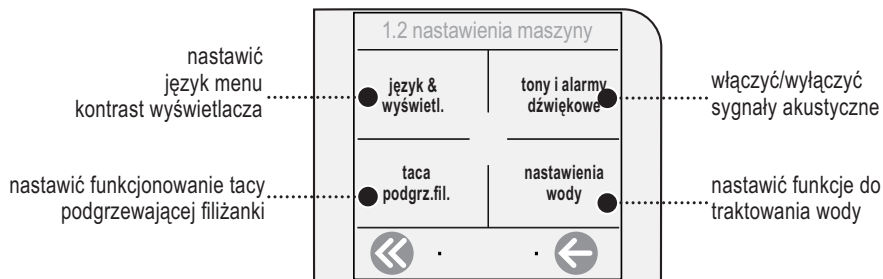 1.2 nastawienia maszyny
nastawić
język menu
kontrast wyświetlacza
język &
wyświetl.
tony i alarmy
dźwiękowe
włączyć/wyłączyć
sygnały akustyczne
nastawić funkcjonowanie tacy
podgrzewającej filiżanki
taca
podgrz.fil.
nastawienia
wody
nastawić funkcje do
traktowania wody